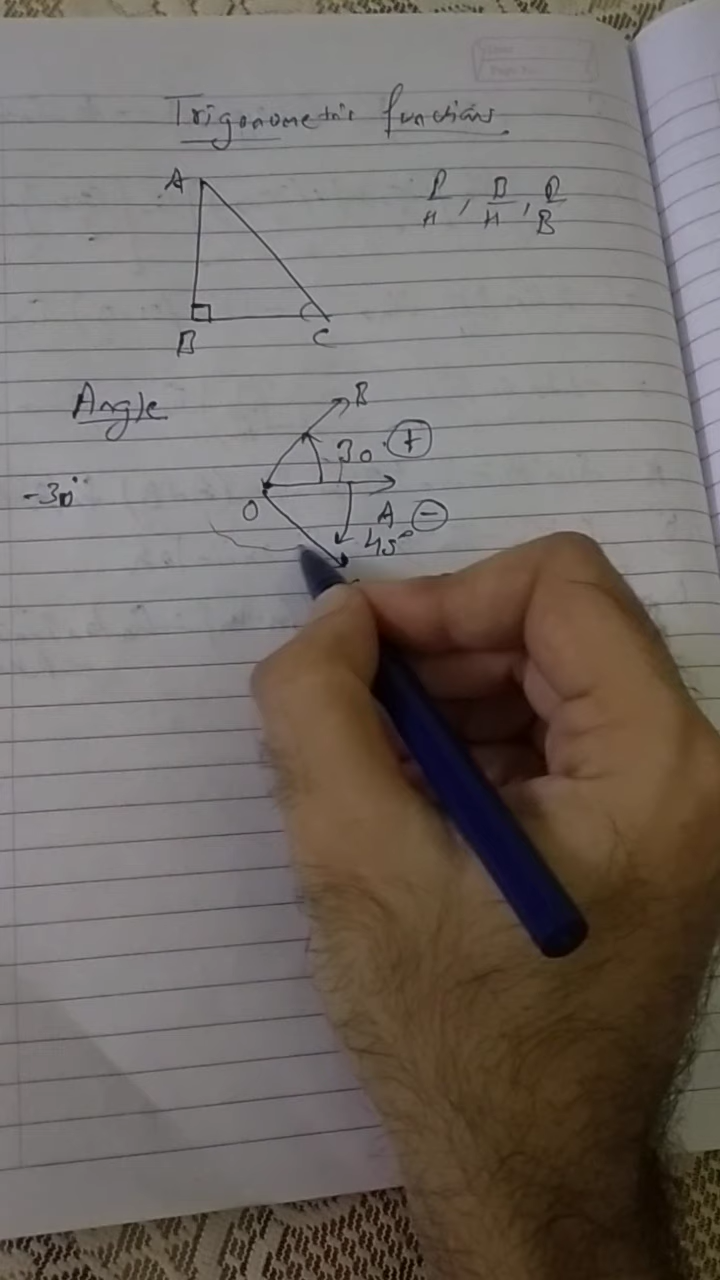 Trigonometric functions.
A
P/H , B/H , P/B
B C
Angle
B
30 +
-30°
O A −
45°